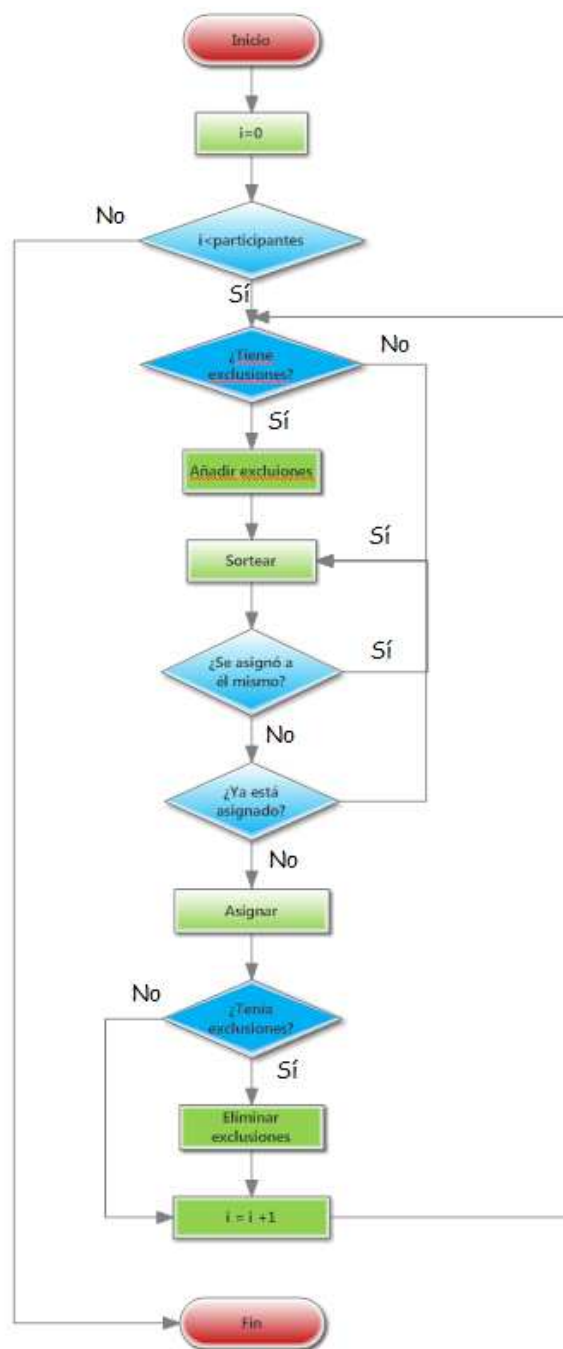 Inicio
i=0
No
i<participantes
Sí
¿Tiene
exclusiones?
No
Sí
Añadir excluiones
Sí
Sortear
¿Se asignó a
él mismo?
Sí
No
¿Ya está
asignado?
No
Asignar
No
¿Tenía
exclusiones?
Sí
Eliminar
exclusiones
i = i +1
Fin